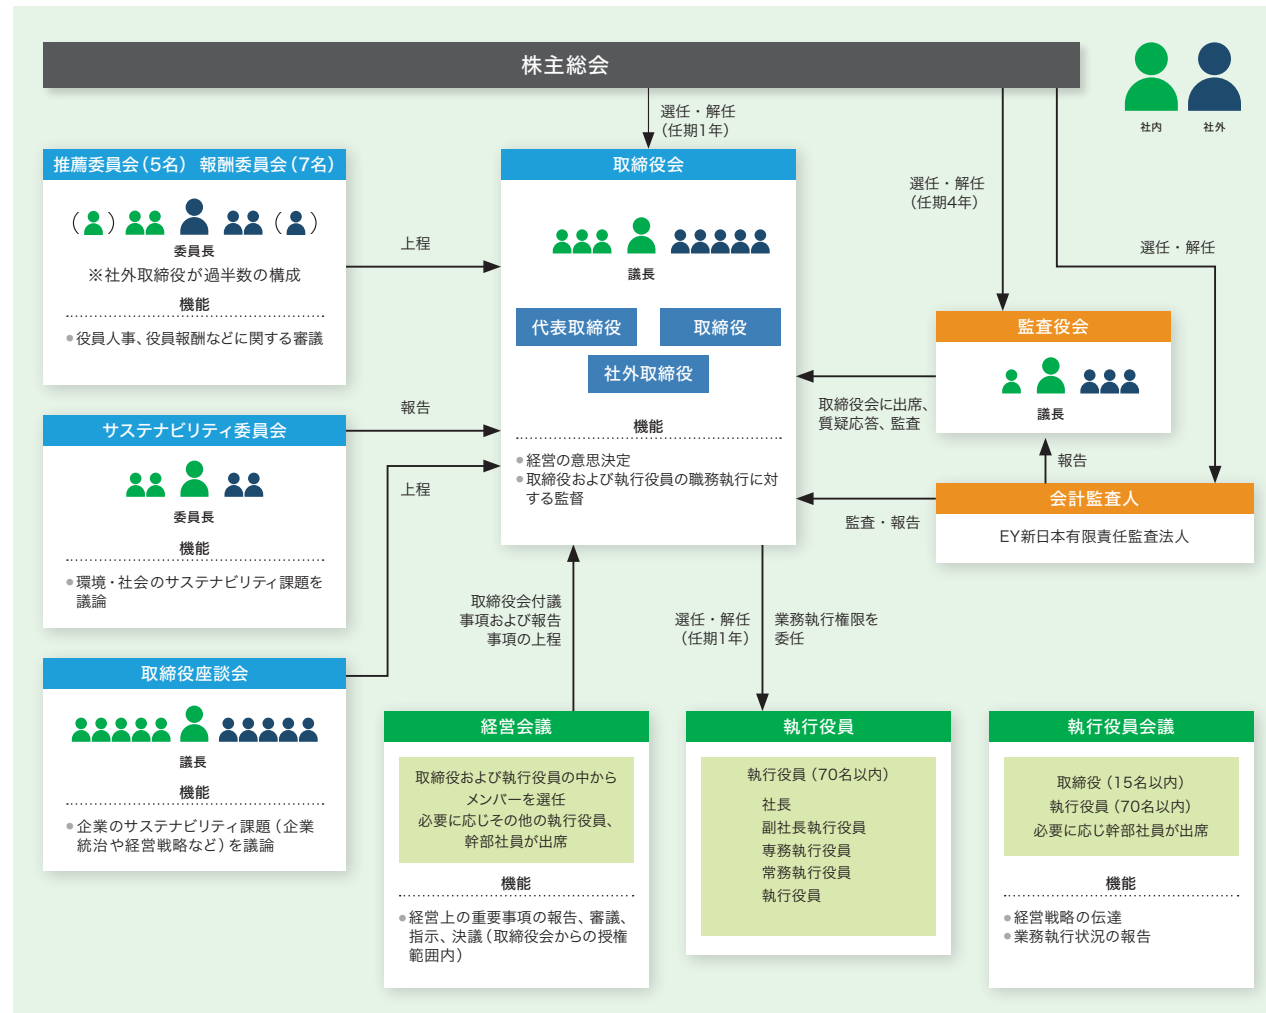 株主総会
社内
社外
選任・解任
（任期1年）
選任・解任
（任期4年）
選任・解任
推薦委員会（5名） 報酬委員会（7名）
委員長
※社外取締役が過半数の構成
機能
●役員人事、役員報酬などに関する審議
上程
取締役会
議長
代表取締役
取締役
社外取締役
機能
●経営の意思決定
●取締役および執行役員の職務執行に対
する監督
監査役会
議長
取締役会に出席、
質疑応答、監査
報告
会計監査人
EY新日本有限責任監査法人
監査・報告
サステナビリティ委員会
委員長
機能
●環境・社会のサステナビリティ課題を
議論
報告
上程
取締役座談会
議長
機能
●企業のサステナビリティ課題（企業
統治や経営戦略など）を議論
取締役会付議
事項および報告
事項の上程
選任・解任
（任期1年）
業務執行権限を
委任
経営会議
取締役および執行役員の中から
メンバーを選任
必要に応じその他の執行役員、
幹部社員が出席
機能
●経営上の重要事項の報告、審議、
指示、決議（取締役会からの授権
範囲内）
執行役員
執行役員（70名以内）
社長
副社長執行役員
専務執行役員
常務執行役員
執行役員
執行役員会議
取締役（15名以内）
執行役員（70名以内）
必要に応じ幹部社員が出席
機能
●経営戦略の伝達
●業務執行状況の報告